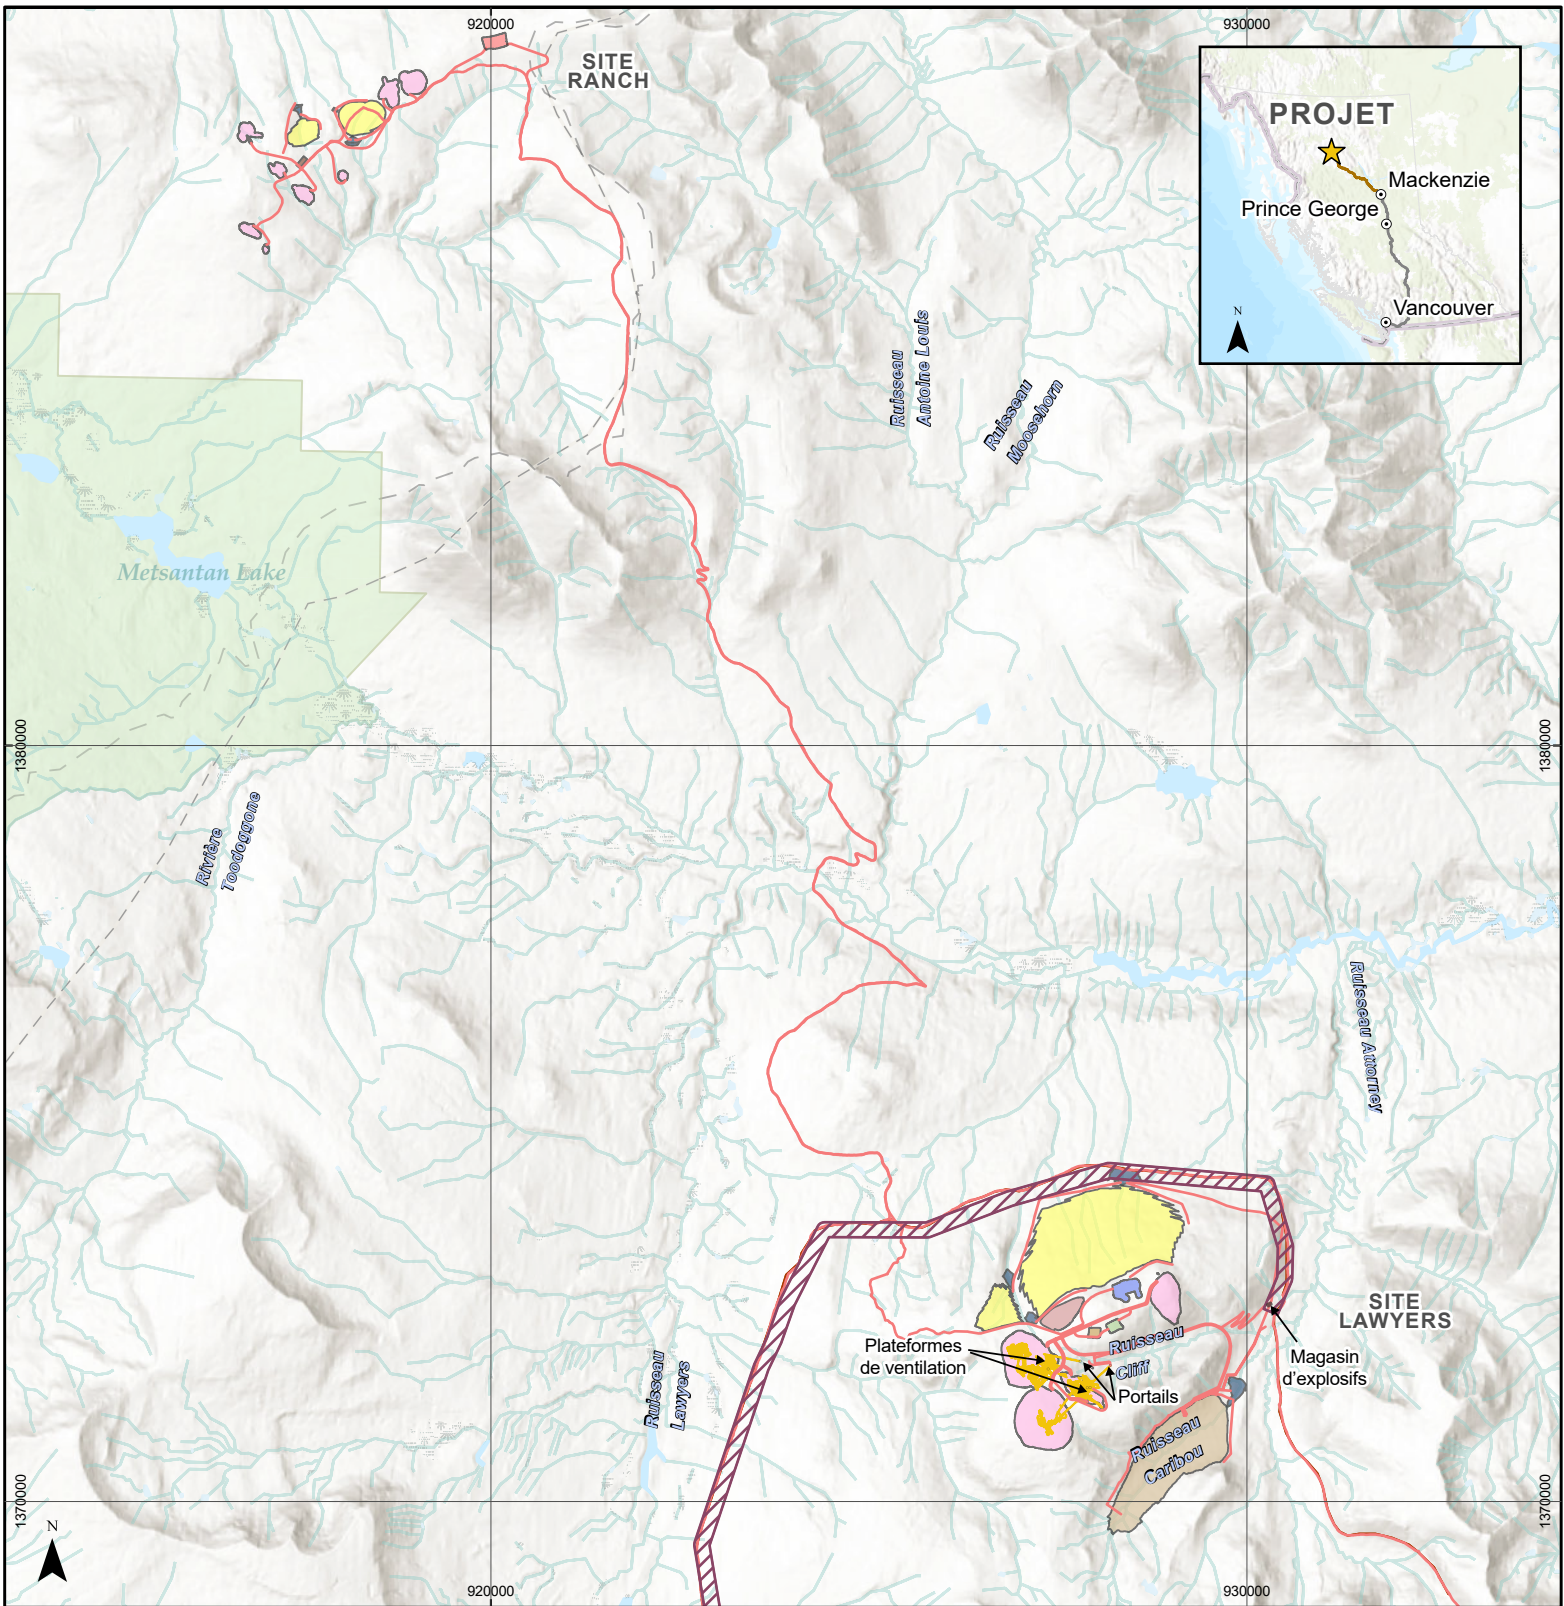 920000
930000
SITE
RANCH
PROJET
Mackenzie
Prince George
Vancouver
N
Ruisseau
Antoine Louis
Ruisseau
Moosehorn
Metsantan Lake
1380000
1380000
Rivière
Toodoggone
Ruisseau Attorney
SITE
LAWYERS
Plateformes
de ventilation
Ruisseau
Cliff
Portails
Magasin
d'explosifs
Ruisseau
Lawyers
Ruisseau
Caribou
1370000
1370000
N
920000
930000